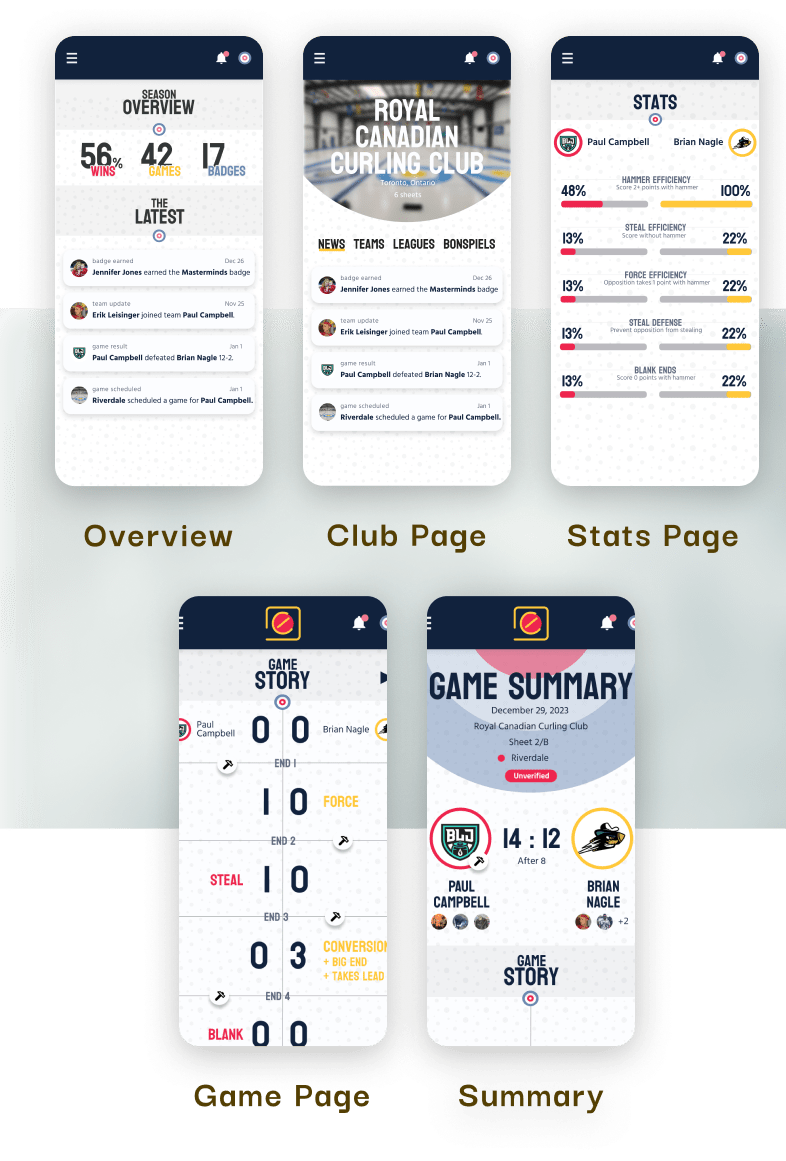 SEASON
OVERVIEW
56%
WINS
42
GAMES
17
BADGES
THE
LATEST
badge earned Dec 26
Jennifer Jones earned the Masterminds badge
team update Nov 25
Erik Leisinger joined team Paul Campbell.
game result Jan 1
Paul Campbell defeated Brian Nagle 12-2.
game scheduled Jan 1
Riverdale scheduled a game for Paul Campbell.
Overview
ROYAL
CANADIAN
CURLING CLUB
Toronto, Ontario
6 sheets
NEWS TEAMS LEAGUES BONSPIELS
badge earned Dec 26
Jennifer Jones earned the Masterminds badge
team update Nov 25
Erik Leisinger joined team Paul Campbell.
game result Jan 1
Paul Campbell defeated Brian Nagle 12-2.
game scheduled Jan 1
Riverdale scheduled a game for Paul Campbell.
Club Page
STATS
BLJ Paul Campbell Brian Nagle
HAMMER EFFICIENCY
48% Score 2+ points with hammer 100%
STEAL EFFICIENCY
13% Score without hammer 22%
FORCE EFFICIENCY
13% Opposition takes 1 point with hammer 22%
STEAL DEFENSE
13% Prevent opposition from stealing 22%
BLANK ENDS
13% Score 0 points with hammer 22%
Stats Page
GAME
STORY
Paul
Campbell
0 0
Brian Nagle
END 1
1 0 FORCE
END 2
STEAL 1 0
END 3
0 3 CONVERSION
+ BIG END
+ TAKES LEAD
END 4
BLANK 0 0
Game Page
GAME SUMMARY
December 29, 2023
Royal Canadian Curling Club
Sheet 2/B
Riverdale
Unverified
BLJ
14 : 12
After 8
PAUL
CAMPBELL
BRIAN
NAGLE
+2
GAME
STORY
Summary